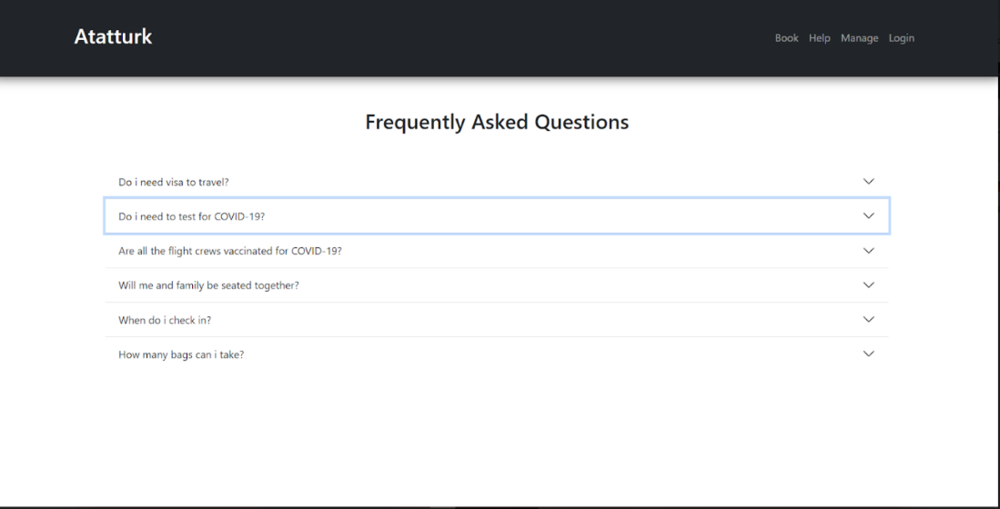 Atatturk
Book Help Manage Login
Frequently Asked Questions
Do i need visa to travel?
Do i need to test for COVID-19?
Are all the flight crews vaccinated for COVID-19?
Will me and family be seated together?
When do i check in?
How many bags can i take?